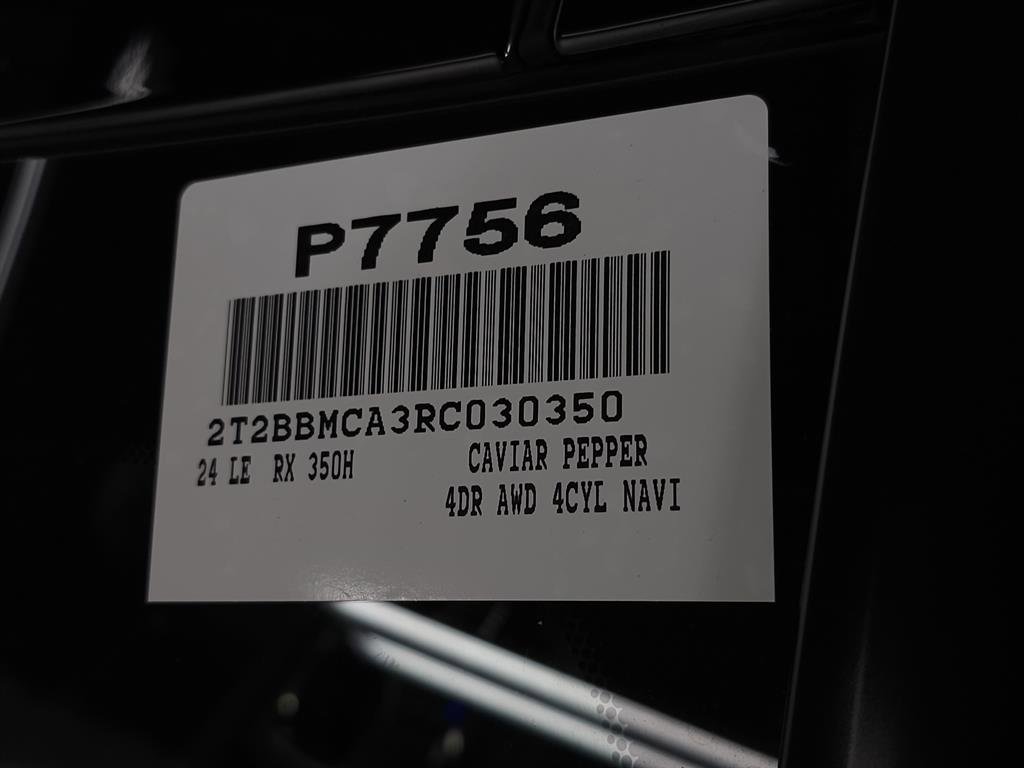 P7756
2T2BBMCA3RC030350
24 LE RX 350H
CAVIAR PEPPER
4DR AWD 4CYL NAVI